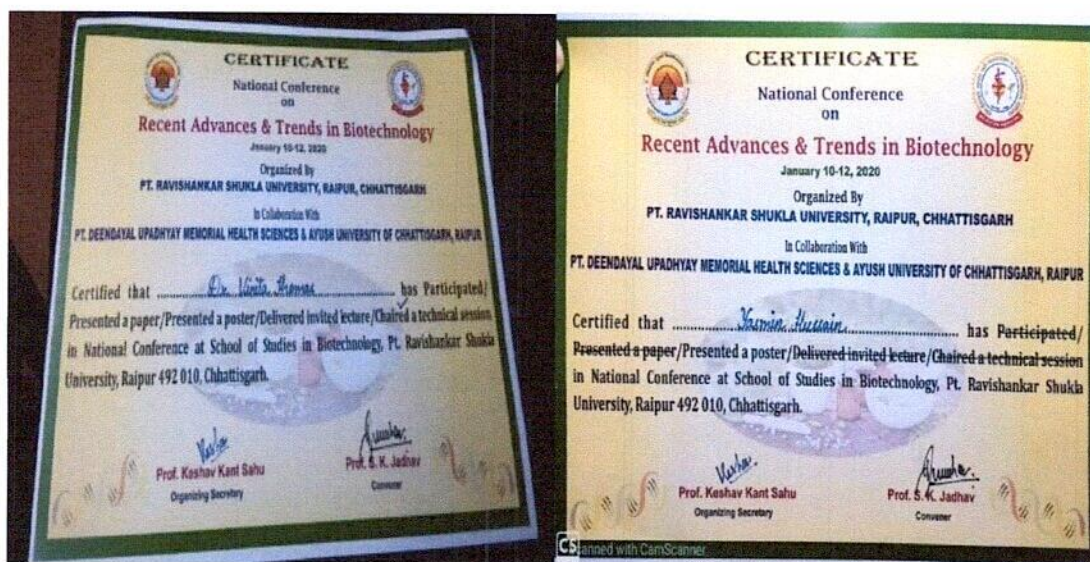 CERTIFICATE
National Conference
on
Recent Advances & Trends in Biotechnology
January 10-12, 2020
Organized By
PT. RAVISHANKAR SHUKLA UNIVERSITY, RAIPUR, CHHATTISGARH
In Collaboration With
PT. DEENDAYAL UPADHYAY MEMORIAL HEALTH SCIENCES & AYUSH UNIVERSITY OF CHHATTISGARH, RAIPUR
Certified that Dr. Vinita Thomas has Participated/
Presented a paper/Presented a poster/Delivered invited lecture/Chaired a technical session
in National Conference at School of Studies in Biotechnology, Pt. Ravishankar Shukla
University, Raipur 492 010, Chhattisgarh.
Prof. Keshav Kant Sahu
Organizing Secretary
Prof. S. K. Jadhav
Convener
CERTIFICATE
National Conference
on
Recent Advances & Trends in Biotechnology
January 10-12, 2020
Organized By
PT. RAVISHANKAR SHUKLA UNIVERSITY, RAIPUR, CHHATTISGARH
In Collaboration With
PT. DEENDAYAL UPADHYAY MEMORIAL HEALTH SCIENCES & AYUSH UNIVERSITY OF CHHATTISGARH, RAIPUR
Certified that Yasmin Hussain has Participated/
Presented a paper/Presented a poster/Delivered invited lecture/Chaired a technical session
in National Conference at School of Studies in Biotechnology, Pt. Ravishankar Shukla
University, Raipur 492 010, Chhattisgarh.
Prof. Keshav Kant Sahu
Organizing Secretary
Prof. S. K. Jadhav
Convener
CS anned with CamScanner